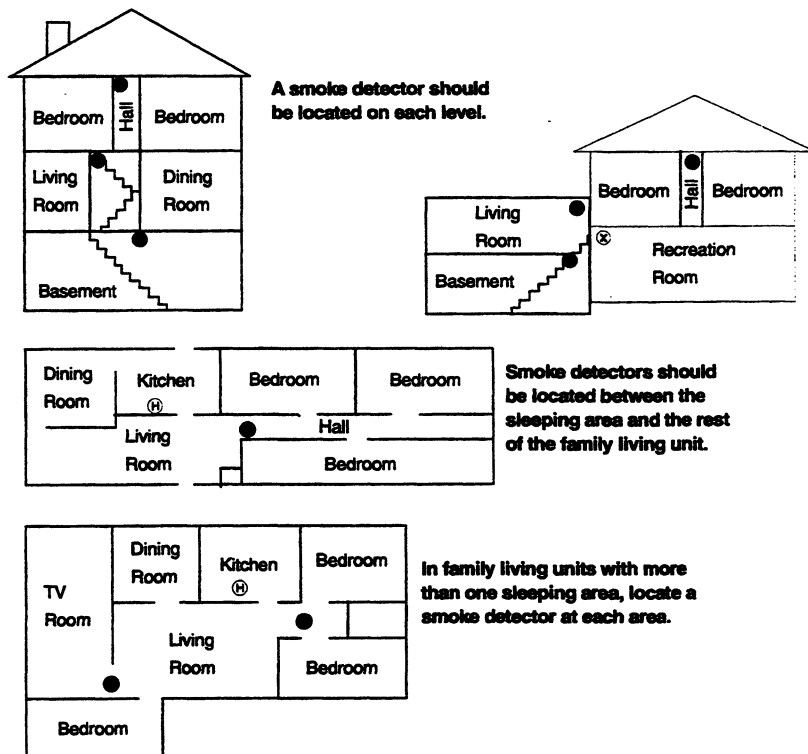 A smoke detector should
be located on each level.
Bedroom
Hall
Bedroom
Living
Room
Dining
Room
Basement
Bedroom
Hall
Bedroom
Living
Room
X
Recreation
Room
Basement
Dining
Room
Kitchen
H
Bedroom
Bedroom
Living
Room
Hall
Bedroom
Smoke detectors should
be located between the
sleeping area and the rest
of the family living unit.
TV
Room
Dining
Room
Kitchen
H
Bedroom
Living
Room
Bedroom
Bedroom
In family living units with more
than one sleeping area, locate a
smoke detector at each area.